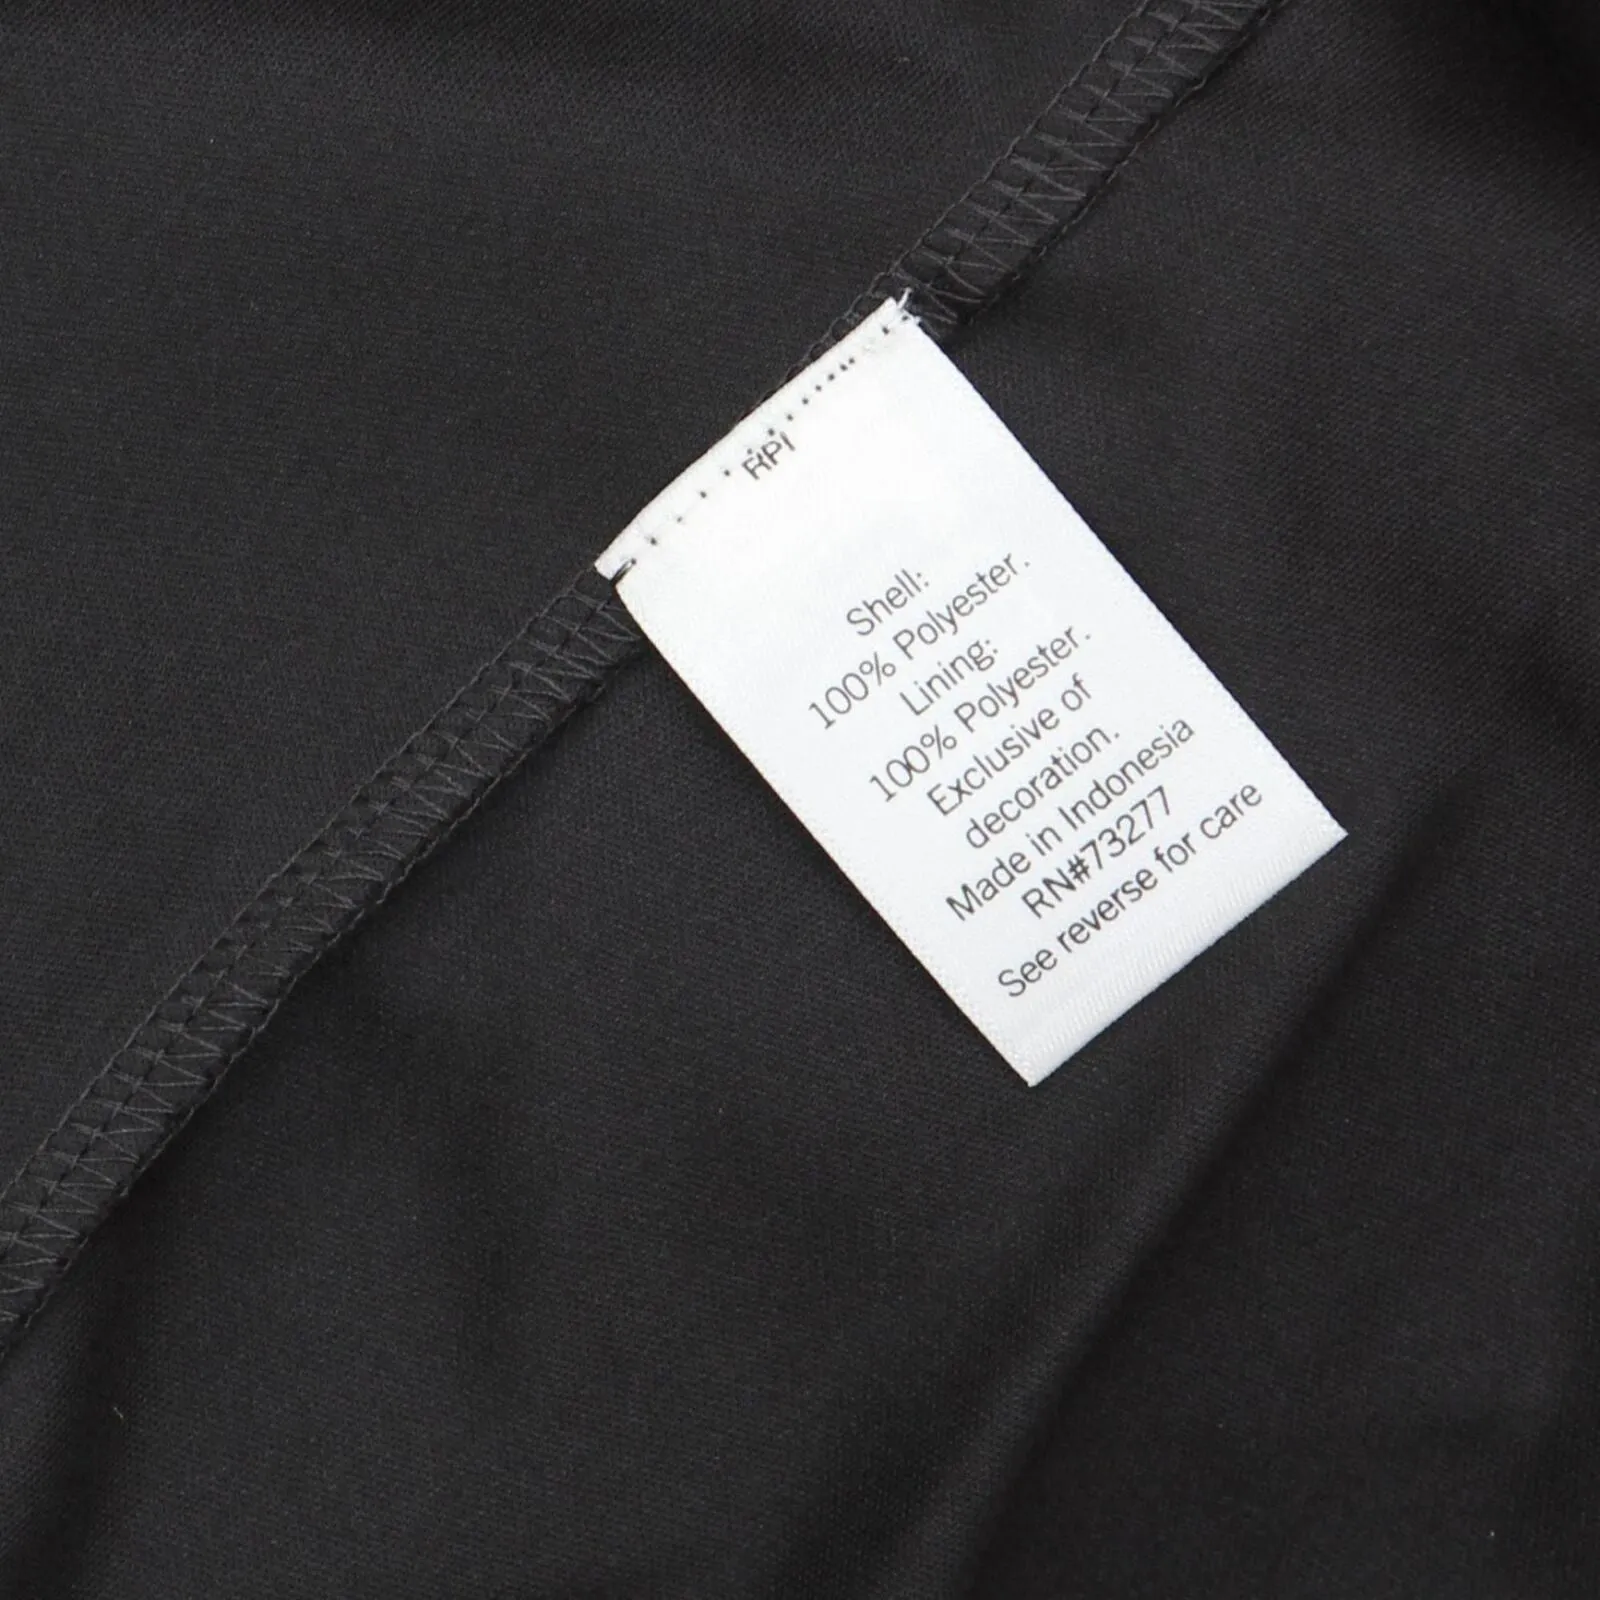 RPI
Shell:
100% Polyester.
Lining:
100% Polyester.
Exclusive of
decoration.
Made in Indonesia
RN#73277
See reverse for care